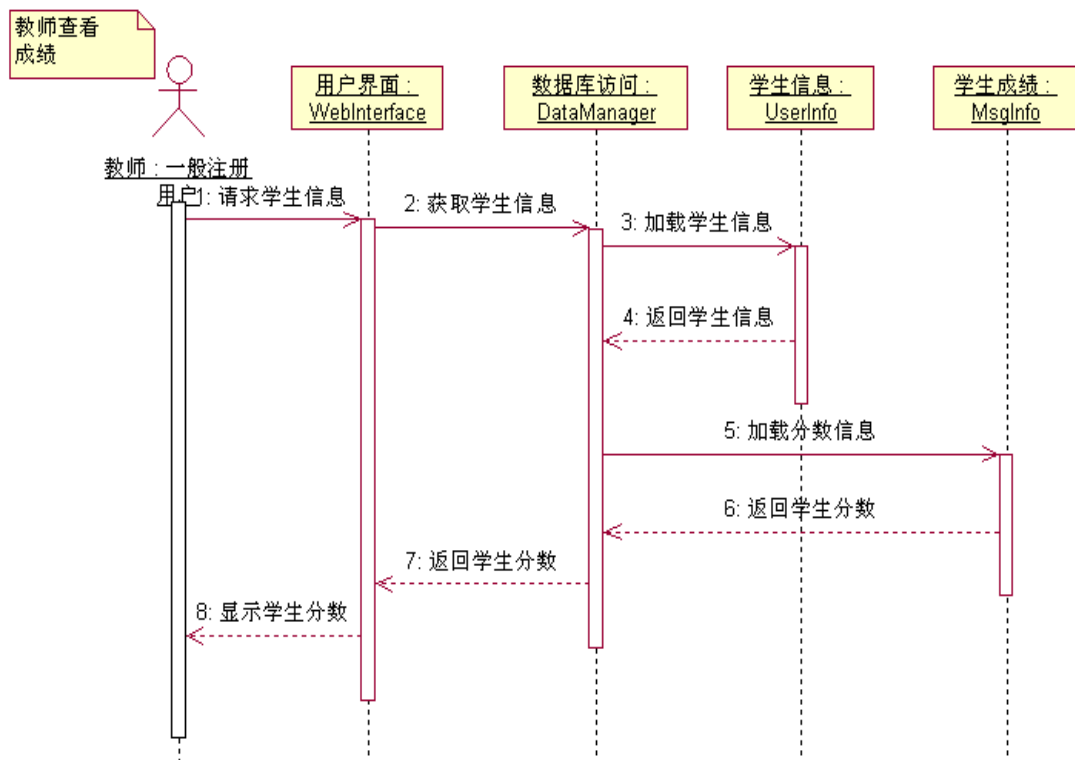 教师查看
成绩
用户界面：
WebInterface
数据库访问：
DataManager
学生信息：
UserInfo
学生成绩：
MsgInfo
教师：一般注册
用户
1: 请求学生信息
2: 获取学生信息
3: 加载学生信息
4: 返回学生信息
5: 加载分数信息
6: 返回学生分数
7: 返回学生分数
8: 显示学生分数